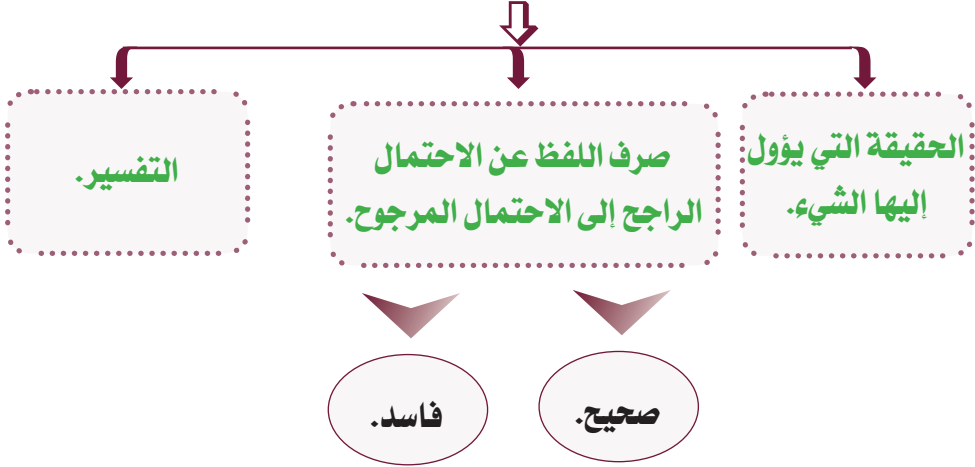 الحقيقة التي يؤول
إليها الشيء.
صرف اللفظ عن الاحتمال
الراجح إلى الاحتمال المرجوح.
التفسير.
صحيح.
فاسد.